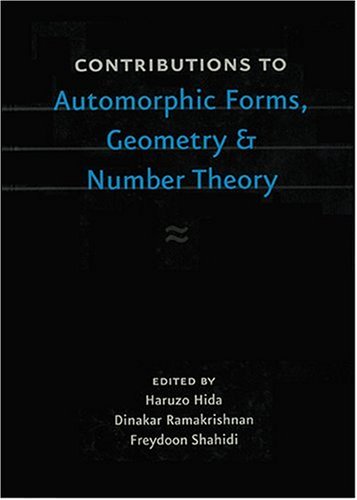 CONTRIBUTIONS TO
Automorphic Forms,
Geometry &
Number Theory
≈
EDITED BY
Haruzo Hida
Dinakar Ramakrishnan
Freydoon Shahidi